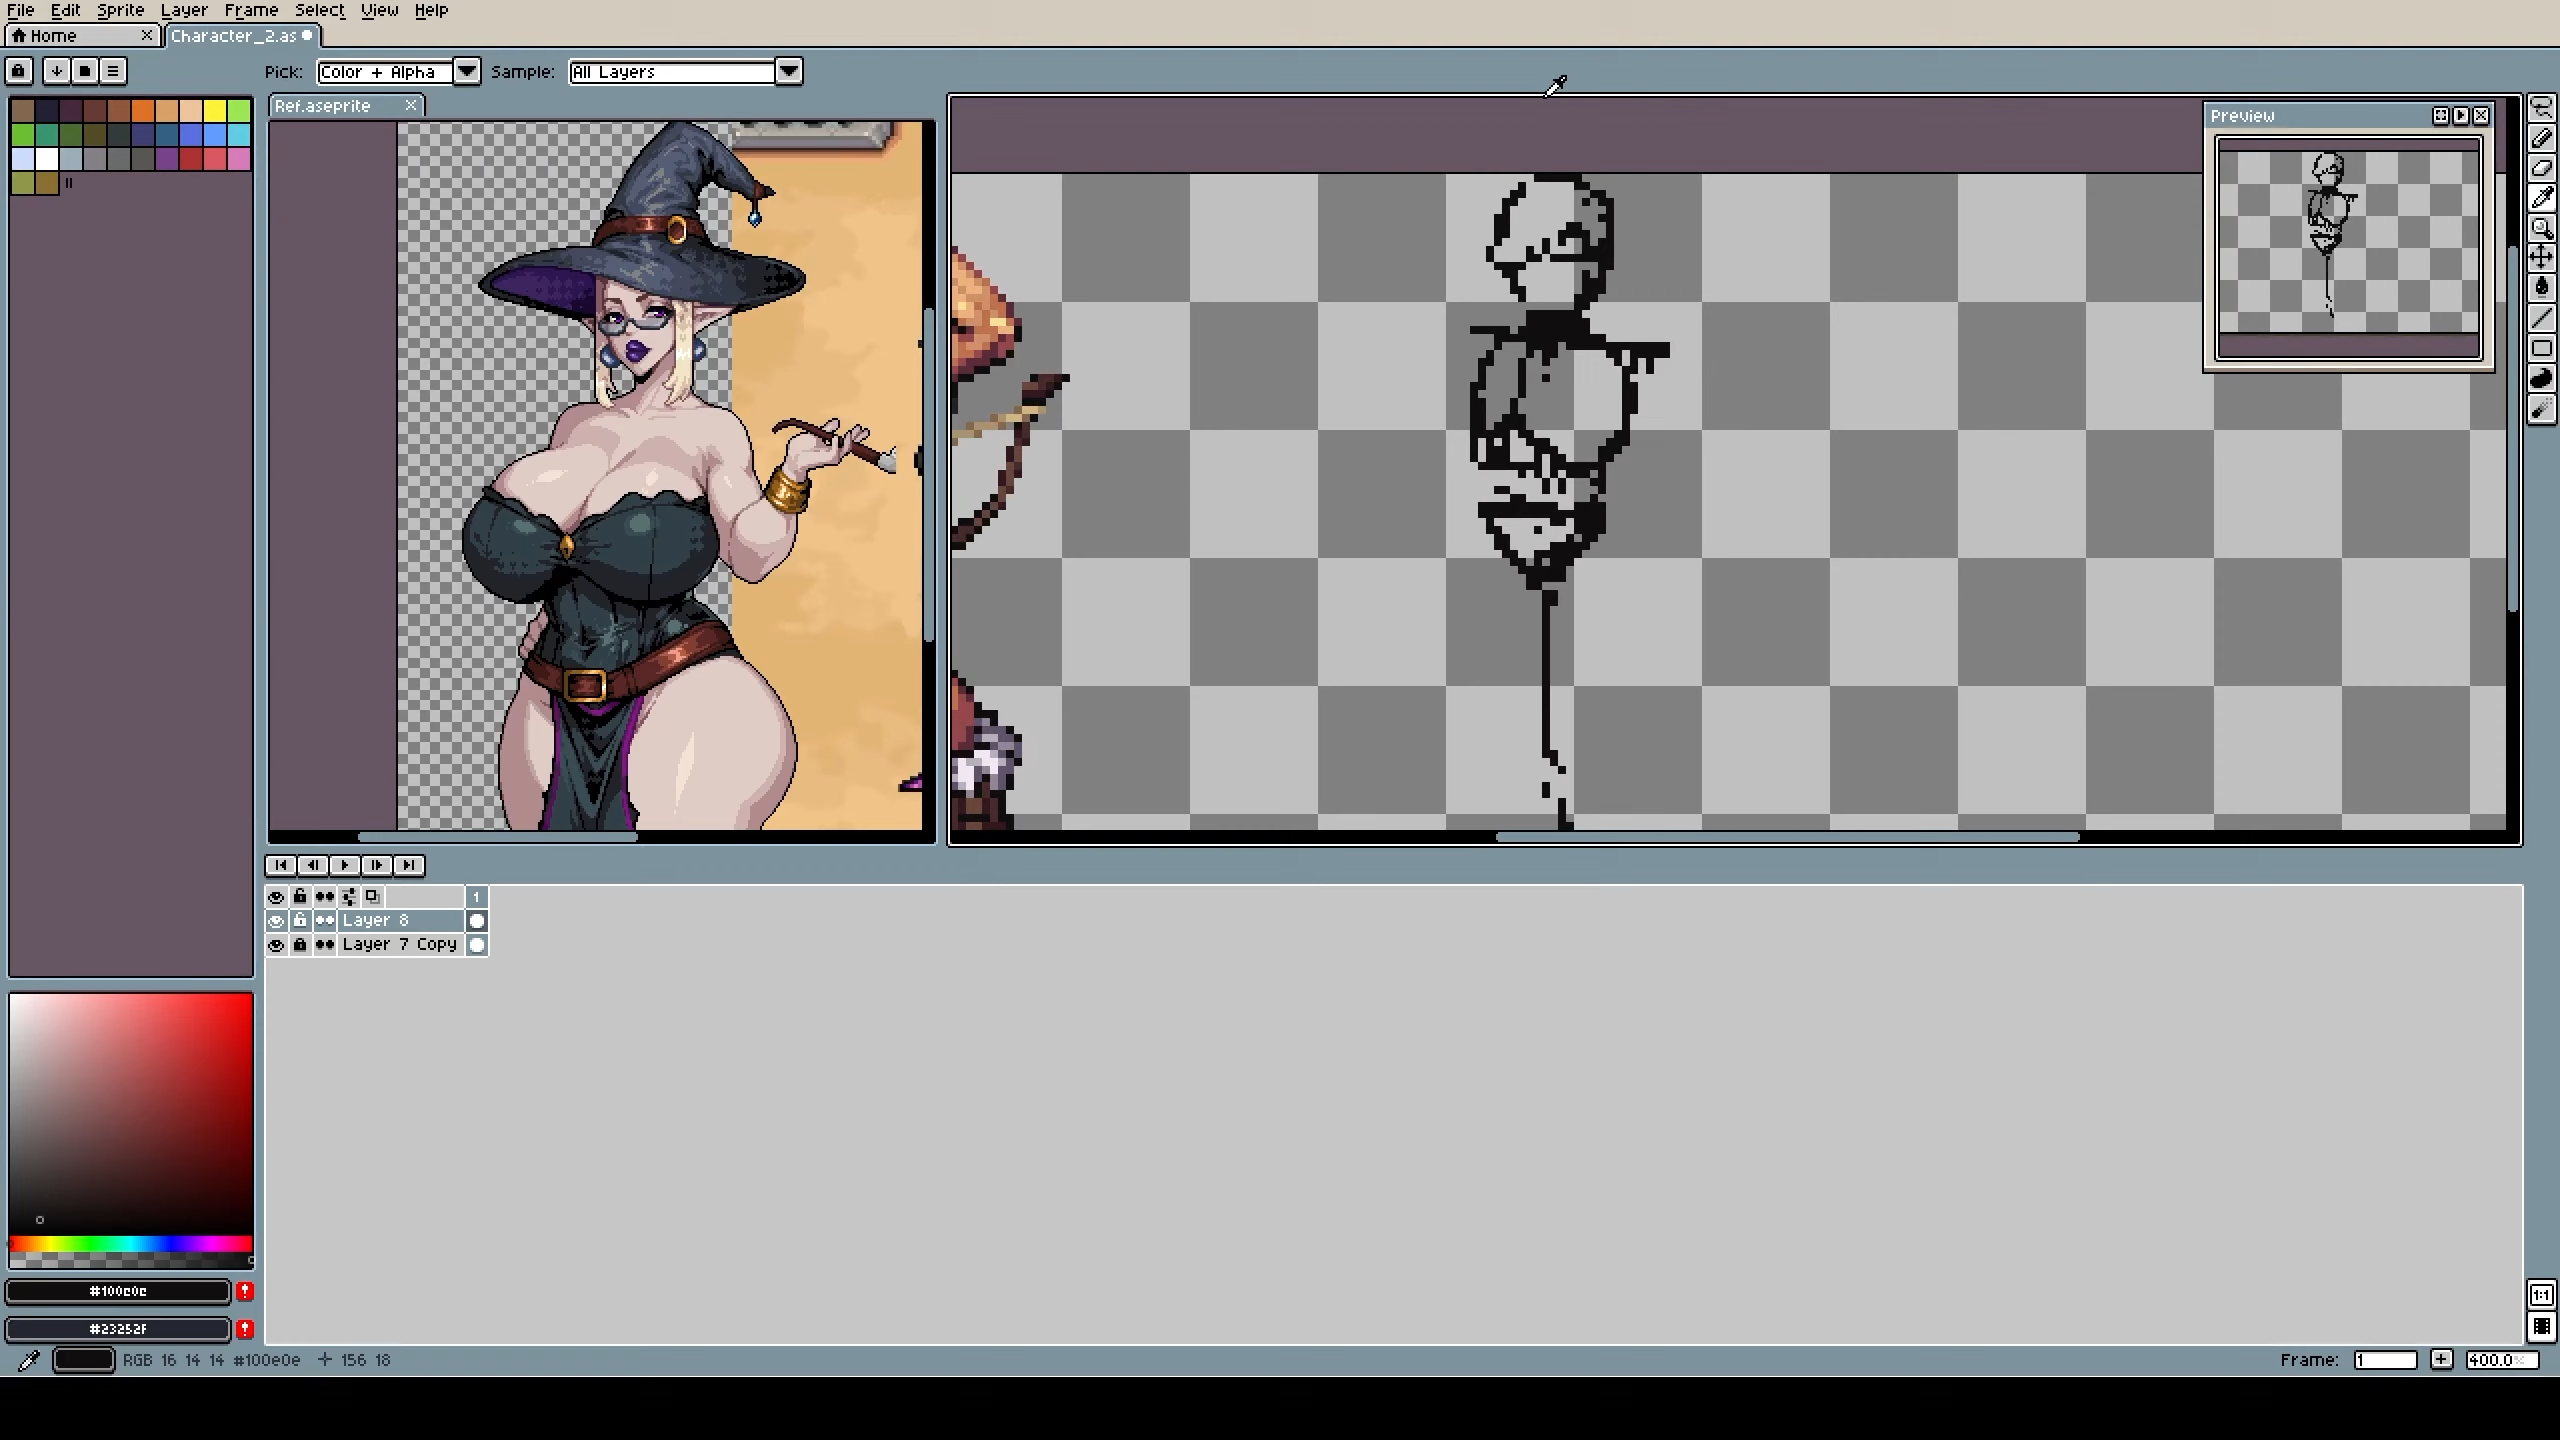 File Edit Sprite Layer Frame Select View Help
Home Character_2.as
Pick: Color + Alpha Sample: All Layers
Ref.aseprite
Preview
1
Layer 8
Layer 7 Copy
#100e0e
#23252F
RGB 16 14 14 #100e0e 156 18
Frame: 1 400.0
1:1